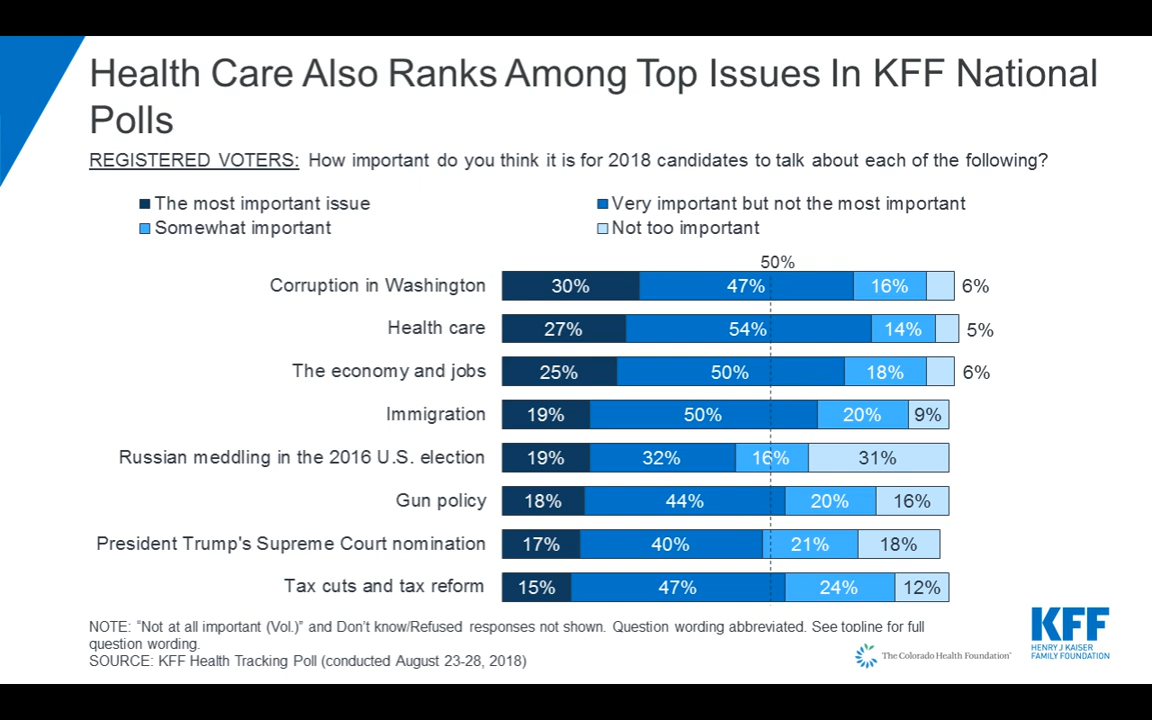 Health Care Also Ranks Among Top Issues In KFF National
Polls
REGISTERED VOTERS: How important do you think it is for 2018 candidates to talk about each of the following?
The most important issue
Very important but not the most important
Somewhat important
Not too important
50%
Corruption in Washington 30% 47% 16% 6%
Health care 27% 54% 14% 5%
The economy and jobs 25% 50% 18% 6%
Immigration 19% 50% 20% 9%
Russian meddling in the 2016 U.S. election 19% 32% 16% 31%
Gun policy 18% 44% 20% 16%
President Trump's Supreme Court nomination 17% 40% 21% 18%
Tax cuts and tax reform 15% 47% 24% 12%
NOTE: “Not at all important (Vol.)” and Don’t know/Refused responses not shown. Question wording abbreviated. See topline for full
question wording.
SOURCE: KFF Health Tracking Poll (conducted August 23-28, 2018)
The Colorado Health Foundation™
KFF
HENRY J KAISER
FAMILY FOUNDATION